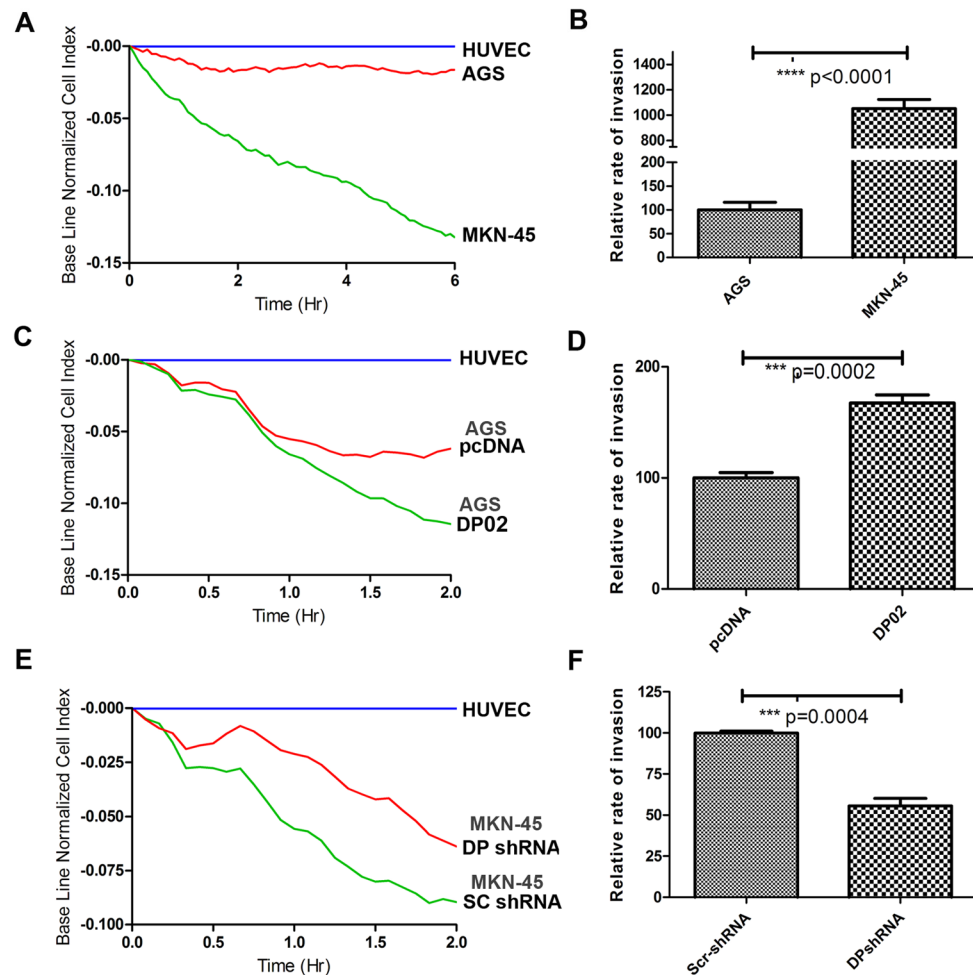 A
Base Line Normalized Cell Index
-0.00
-0.05
-0.10
-0.15
HUVEC
AGS
MKN-45
0
2
4
6
Time (Hr)
B
Relative rate of invasion
1400
1200
1000
800
200
150
100
50
0
**** p<0.0001
AGS
MKN-45
C
Base Line Normalized Cell Index
-0.00
-0.05
-0.10
-0.15
HUVEC
AGS
pcDNA
AGS
DP02
0.0
0.5
1.0
1.5
2.0
Time (Hr)
D
Relative rate of invasion
200
100
0
*** p=0.0002
pcDNA
DP02
E
Base Line Normalized Cell Index
-0.000
-0.025
-0.050
-0.075
-0.100
HUVEC
MKN-45
DP shRNA
MKN-45
SC shRNA
0.0
0.5
1.0
1.5
2.0
Time (Hr)
F
Relative rate of invasion
125
100
75
50
25
0
*** p=0.0004
Scr-shRNA
DPshRNA